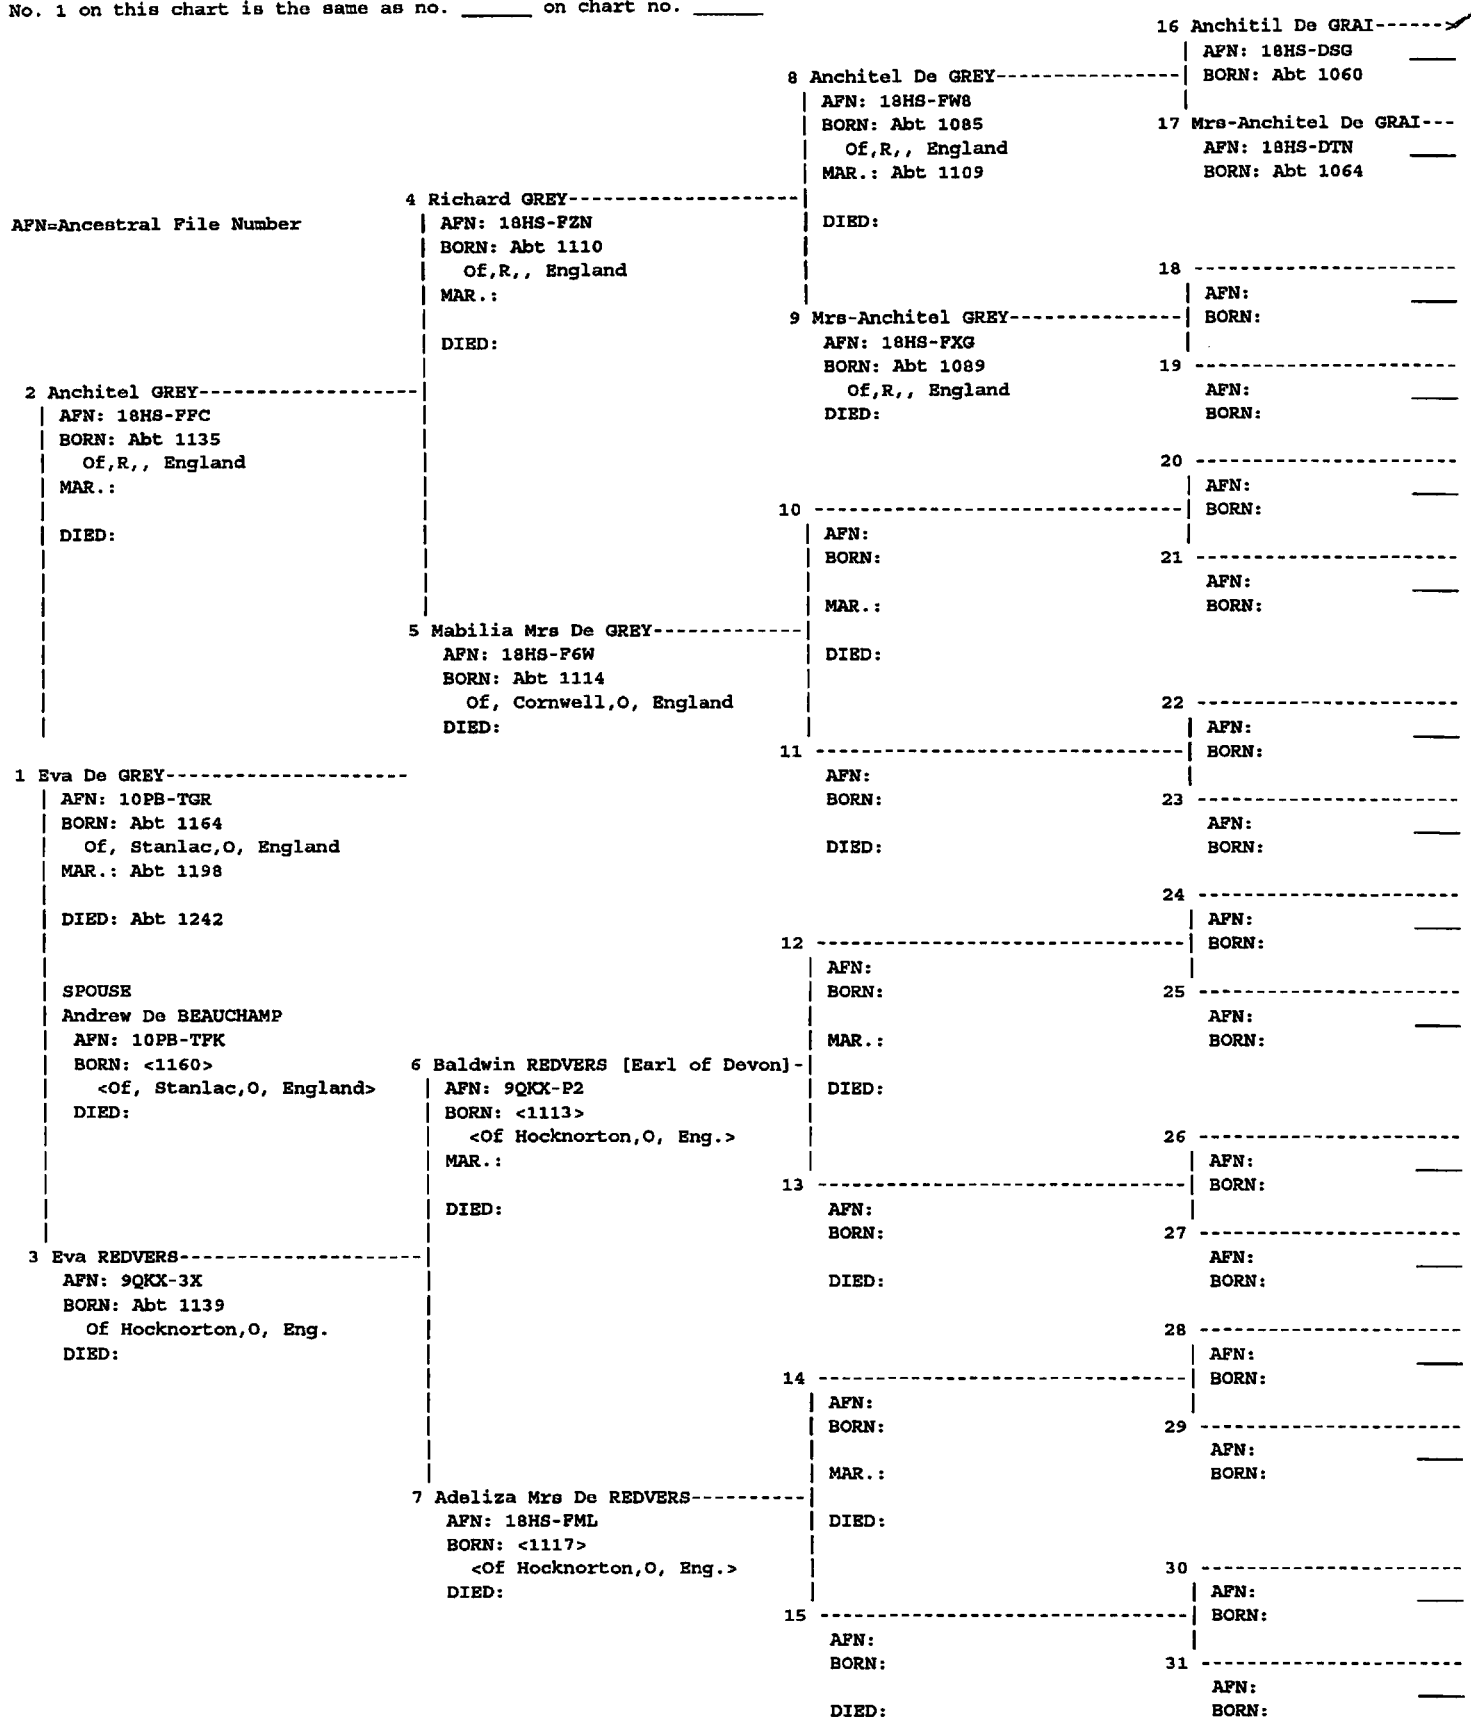 No. 1 on this chart is the same as no. ______ on chart no. ______
16 Anchitil De GRAI------>
AFN: 18HS-DSG
BORN: Abt 1060
8 Anchitel De GREY----------------
AFN: 18HS-FW8
BORN: Abt 1085
Of,R,, England
MAR.: Abt 1109
DIED:
17 Mrs-Anchitel De GRAI---
AFN: 18HS-DTN
BORN: Abt 1064
4 Richard GREY--------------------
AFN: 18HS-FZN
BORN: Abt 1110
Of,R,, England
MAR.:
DIED:
AFN=Ancestral File Number
18 ------------------------
AFN:
BORN:
9 Mrs-Anchitel GREY---------------
AFN: 18HS-FXG
BORN: Abt 1089
Of,R,, England
DIED:
19 ------------------------
AFN:
BORN:
2 Anchitel GREY-------------------
AFN: 18HS-FFC
BORN: Abt 1135
Of,R,, England
MAR.:
DIED:
20 ------------------------
AFN:
BORN:
10 --------------------------------
AFN:
BORN:
MAR.:
DIED:
21 ------------------------
AFN:
BORN:
5 Mabilia Mrs De GREY-------------
AFN: 18HS-F6W
BORN: Abt 1114
Of, Cornwell,O, England
DIED:
22 ------------------------
AFN:
BORN:
11 --------------------------------
AFN:
BORN:
DIED:
23 ------------------------
AFN:
BORN:
1 Eva De GREY---------------------
AFN: 10PB-TGR
BORN: Abt 1164
Of, Stanlac,O, England
MAR.: Abt 1198
DIED: Abt 1242
SPOUSE
Andrew De BEAUCHAMP
AFN: 10PB-TFK
BORN: <1160>
<Of, Stanlac,O, England>
DIED:
24 ------------------------
AFN:
BORN:
12 --------------------------------
AFN:
BORN:
MAR.:
DIED:
25 ------------------------
AFN:
BORN:
6 Baldwin REDVERS [Earl of Devon]-
AFN: 9QKX-P2
BORN: <1113>
<Of Hocknorton,O, Eng.>
MAR.:
DIED:
26 ------------------------
AFN:
BORN:
13 --------------------------------
AFN:
BORN:
DIED:
27 ------------------------
AFN:
BORN:
3 Eva REDVERS---------------------
AFN: 9QKX-3X
BORN: Abt 1139
Of Hocknorton,O, Eng.
DIED:
28 ------------------------
AFN:
BORN:
14 --------------------------------
AFN:
BORN:
MAR.:
DIED:
29 ------------------------
AFN:
BORN:
7 Adeliza Mrs De REDVERS----------
AFN: 18HS-FML
BORN: <1117>
<Of Hocknorton,O, Eng.>
DIED:
30 ------------------------
AFN:
BORN:
15 --------------------------------
AFN:
BORN:
DIED:
31 ------------------------
AFN:
BORN: